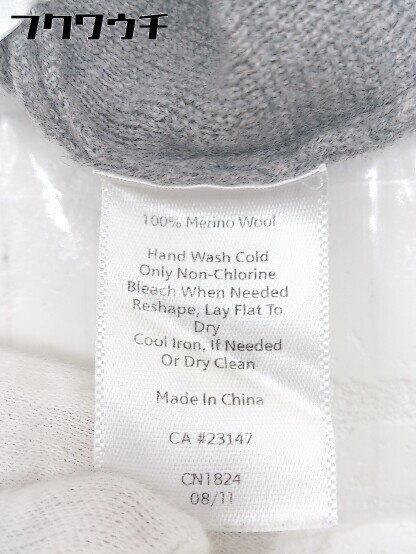 フクワウチ
100% Merino Wool
Hand Wash Cold
Only Non-Chlorine
Bleach When Needed
Reshape, Lay Flat To
Dry
Cool Iron, If Needed
Or Dry Clean
Made In China
CA #23147
CN1824
08/11